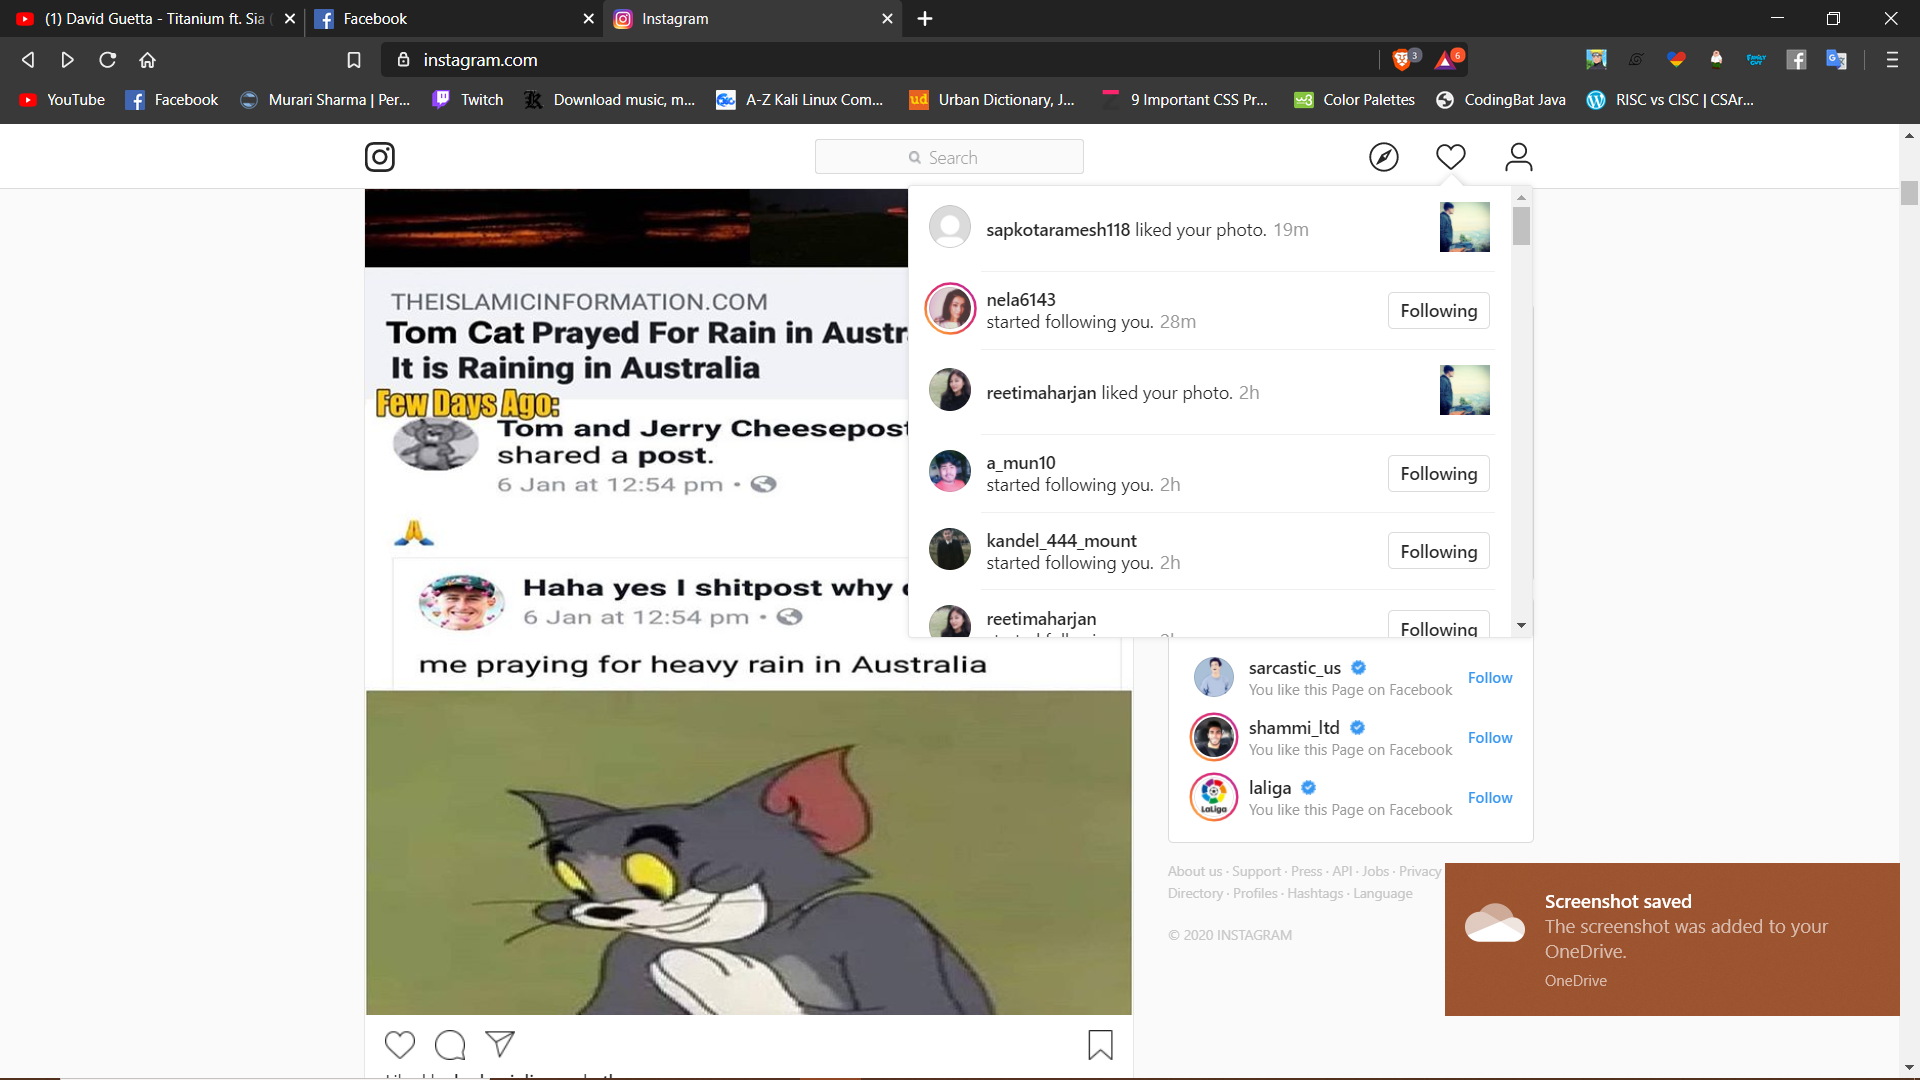 (1) David Guetta - Titanium ft. Sia (
Facebook
Instagram
instagram.com
3
6
YouTube
Facebook
Murari Sharma | Per...
Twitch
Download music, m...
A-Z Kali Linux Com...
ud
Urban Dictionary, J...
9 Important CSS Pr...
Color Palettes
CodingBat Java
RISC vs CISC | CSAr...
Search
THEISLAMICINFORMATION.COM
Tom Cat Prayed For Rain in Austr
It is Raining in Australia
Few Days Ago:
Tom and Jerry Cheesepost
shared a post.
6 Jan at 12:54 pm •
Haha yes I shitpost why
6 Jan at 12:54 pm •
me praying for heavy rain in Australia
sapkotaramesh118 liked your photo. 19m
nela6143
started following you. 28m
Following
reetimaharjan liked your photo. 2h
a_mun10
started following you. 2h
Following
kandel_444_mount
started following you. 2h
Following
reetimaharjan
Following
sarcastic_us
You like this Page on Facebook
Follow
shammi_ltd
You like this Page on Facebook
Follow
LaLiga
laliga
You like this Page on Facebook
Follow
About us · Support · Press · API · Jobs · Privacy
Directory · Profiles · Hashtags · Language
© 2020 INSTAGRAM
Screenshot saved
The screenshot was added to your
OneDrive.
OneDrive